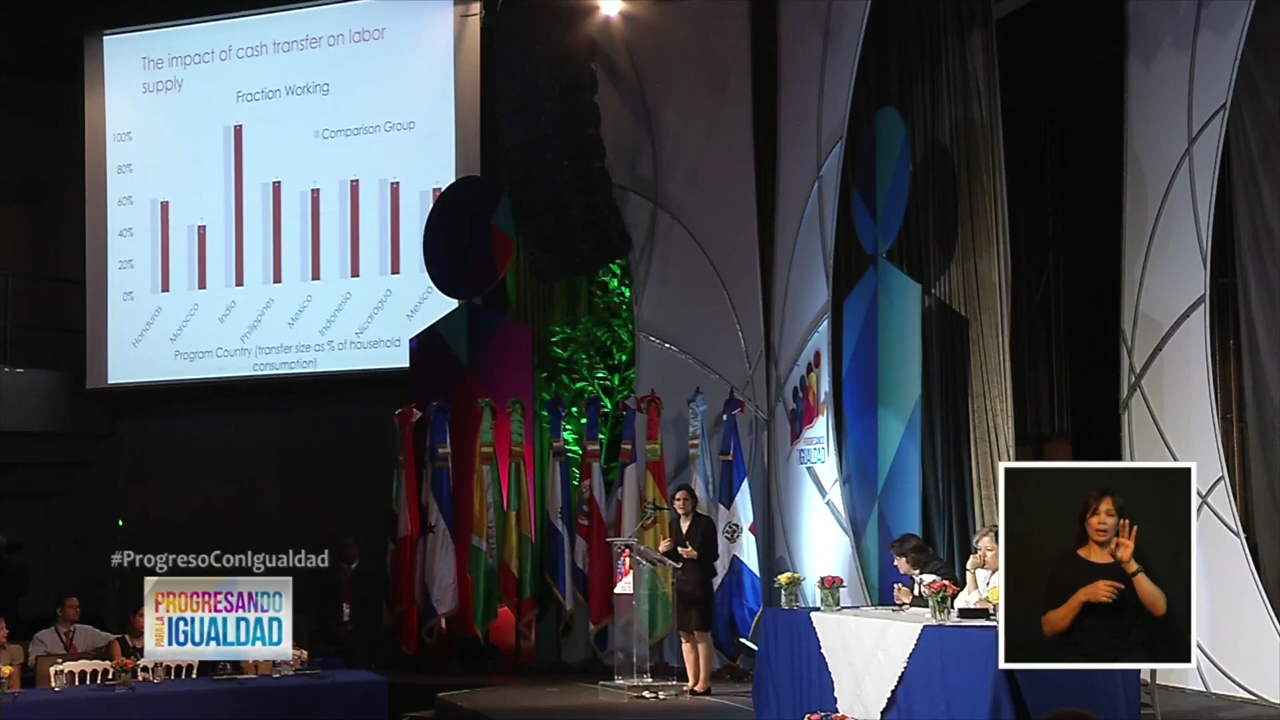 The impact of cash transfer on labor
supply
Fraction Working
Comparison Group
100%
80%
60%
40%
20%
0%
Honduras
Morocco
India
Philippines
Mexico
Indonesia
Nicaragua
Mexico
Program Country (transfer size as % of household
consumption)
PROGRESANDO
IGUALDAD
#ProgresoConIgualdad
PROGRESANDO
PARA LA
IGUALDAD